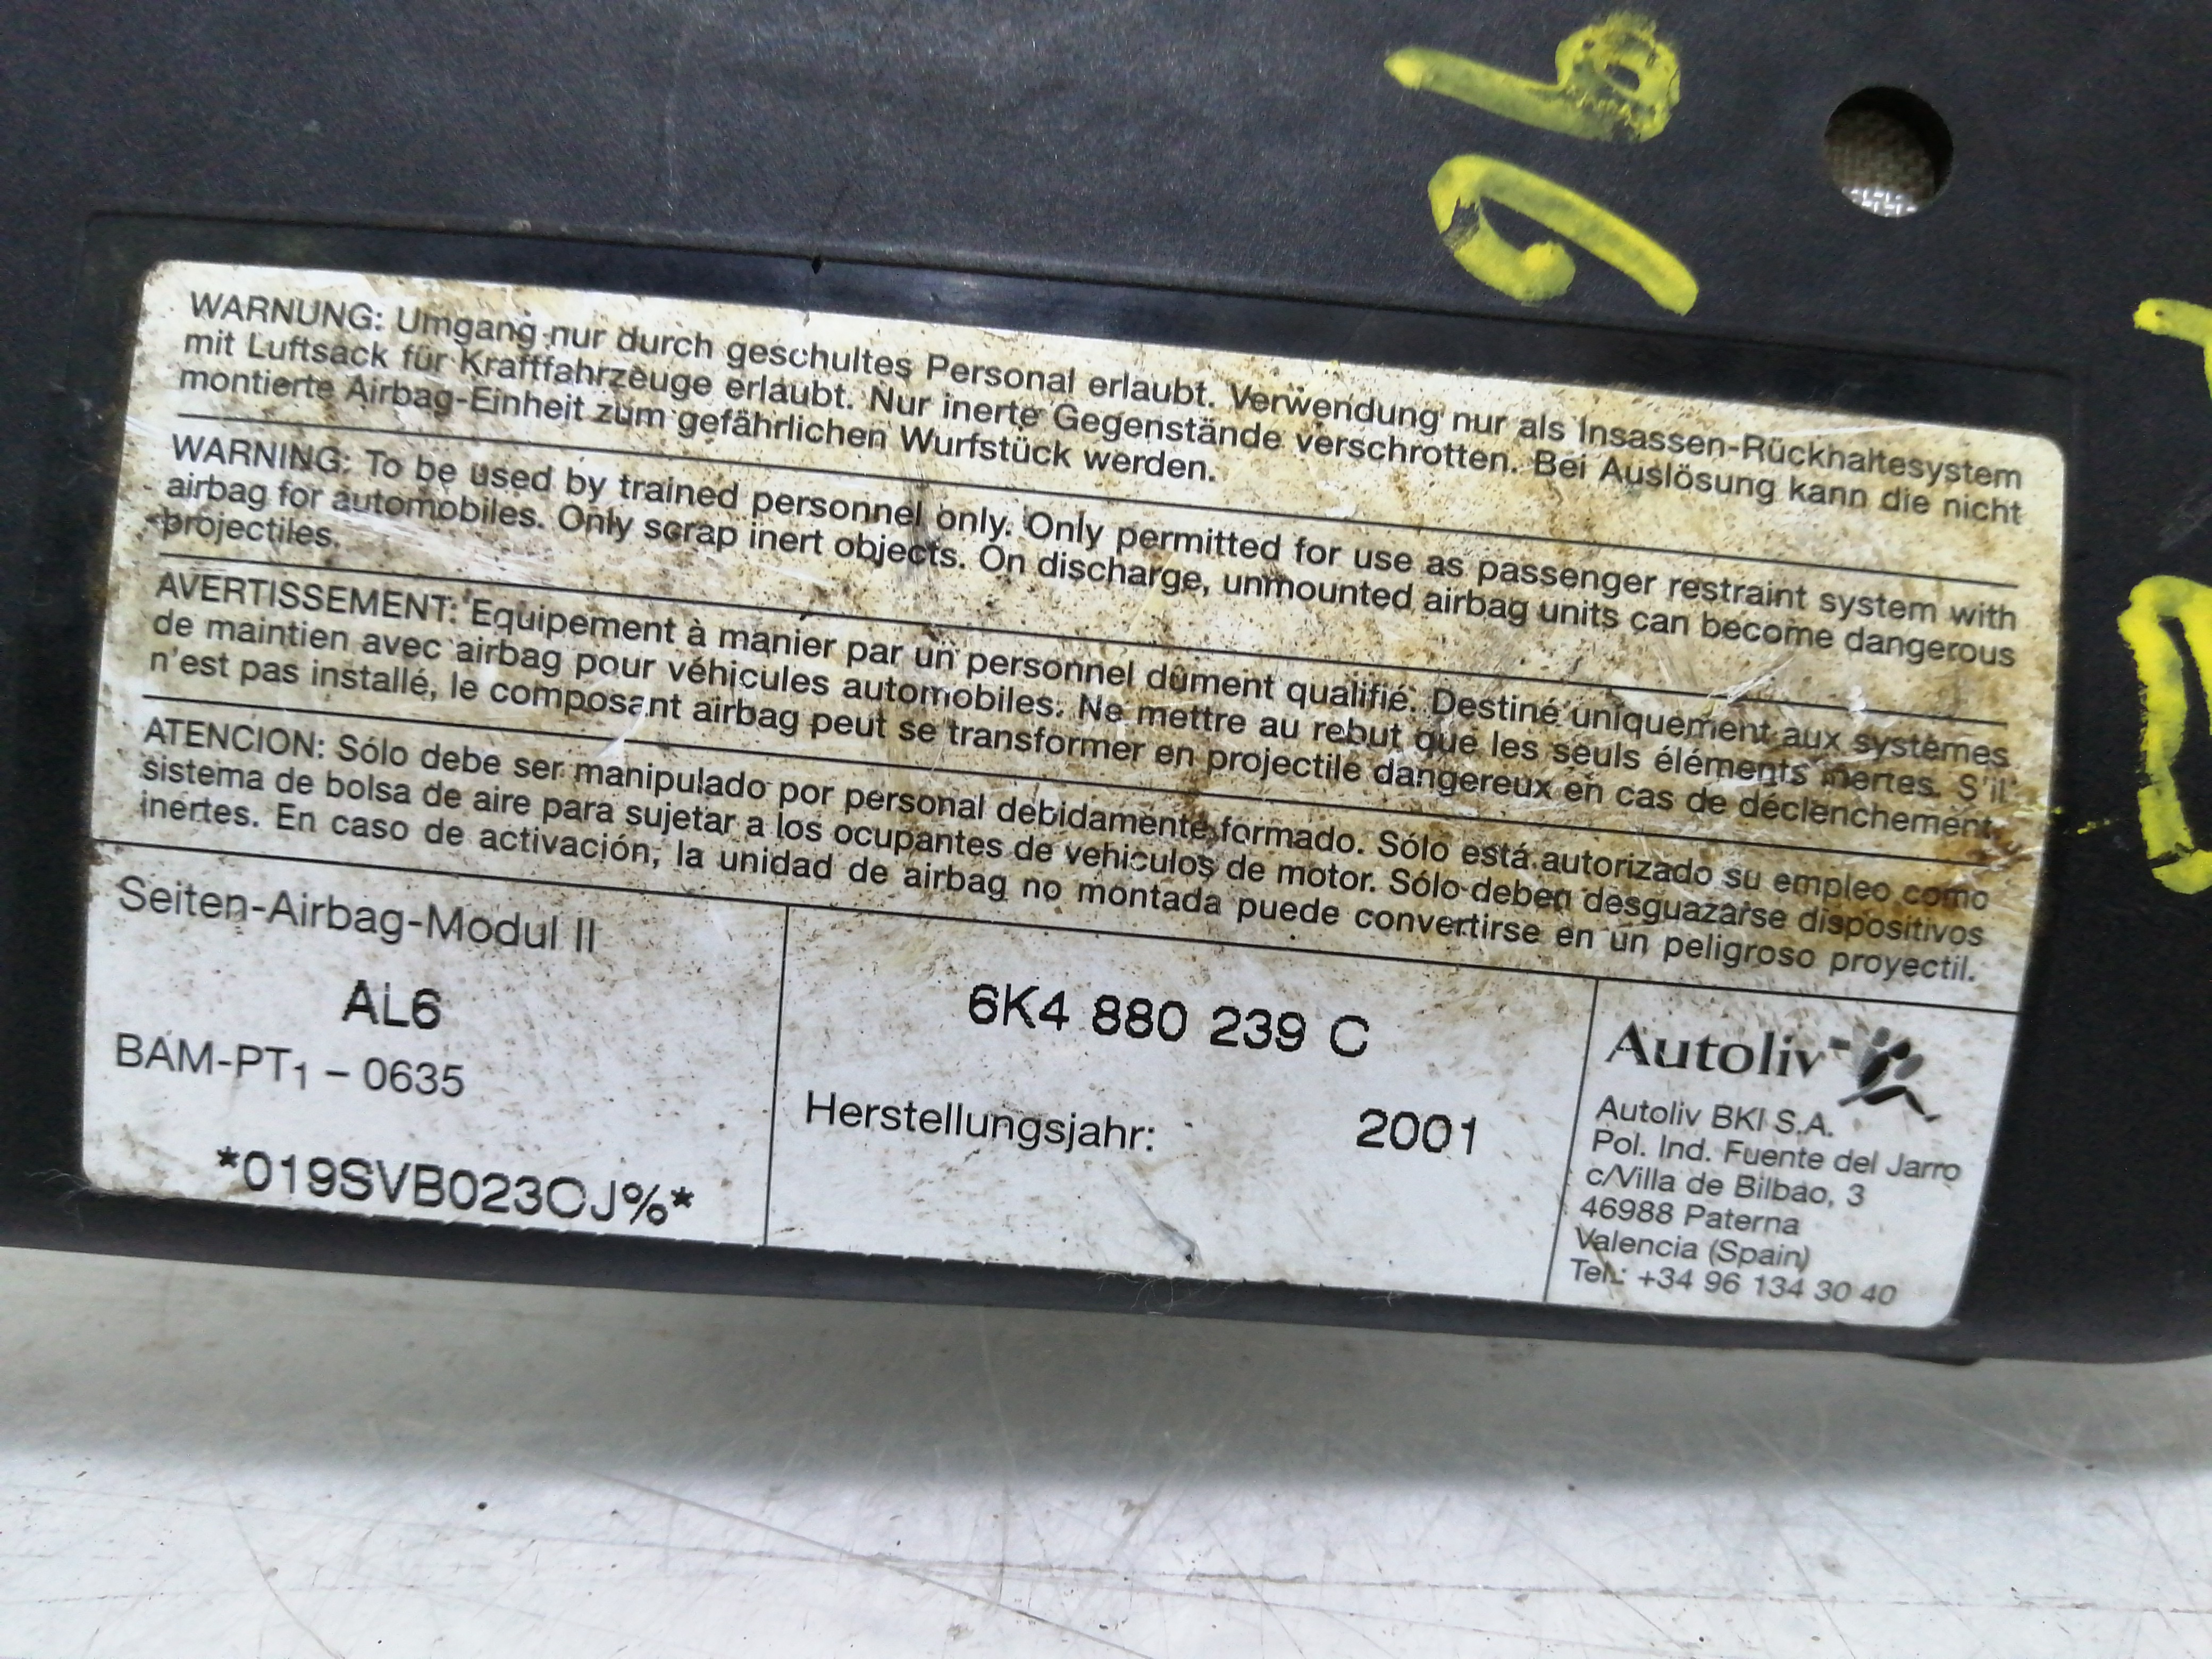 WARNUNG: Umgang nur durch geschultes Personal erlaubt. Verwendung nur als Insassen-Rückhaltesystem
mit Luftsack für Kraftfahrzeuge erlaubt. Nur inerte Gegenstände verschrotten. Bei Auslösung kann die nicht
montierte Airbag-Einheit zum gefährlichen Wurfstück werden.
WARNING: To be used by trained personnel only. Only permitted for use as passenger restraint system with
airbag for automobiles. Only scrap inert objects. On discharge, unmounted airbag units can become dangerous
projectiles.
AVERTISSEMENT: Equipement à manier par un personnel dûment qualifié. Destiné uniquement aux systèmes
de maintien avec airbag pour véhicules automobiles. Ne mettre au rebut que les seuls éléments inertes. S'il
n'est pas installé, le composant airbag peut se transformer en projectile dangereux en cas de déclenchement.
ATENCION: Sólo debe ser manipulado por personal debidamente formado. Sólo está autorizado su empleo como
sistema de bolsa de aire para sujetar a los ocupantes de vehiculos de motor. Sólo deben desguazarse dispositivos
inertes. En caso de activación, la unidad de airbag no montada puede convertirse en un peligroso proyectil.
Seiten-Airbag-Modul II
AL6
BAM-PT1 – 0635
*019SVB023CJ%*
6K4 880 239 C
Herstellungsjahr: 2001
Autoliv
Autoliv BKI S.A.
Pol. Ind. Fuente del Jarro
c/Villa de Bilbao, 3
46988 Paterna
Valencia (Spain)
Tel.: +34 96 134 30 40